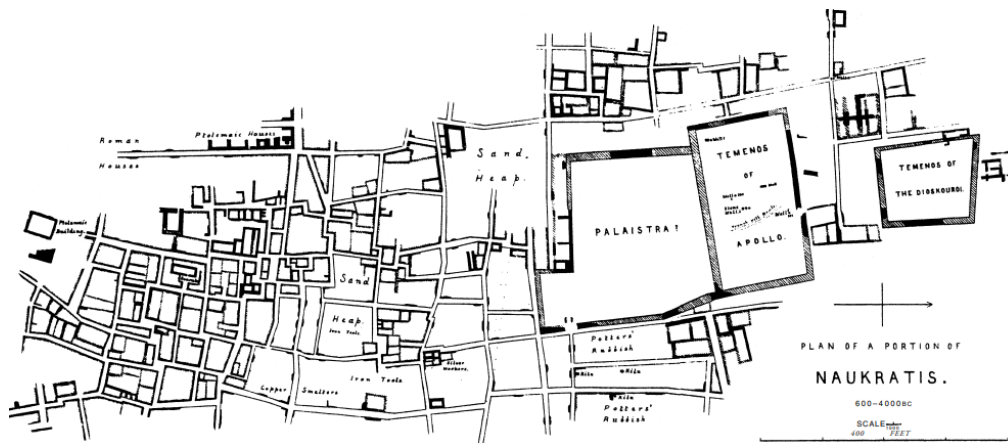 Roman
Houses
Ptolemaic Houses
Sand
Heap.
Ptolemaic
Building.
Sand
Heap.
Iron Tools
Copper Smelters
Iron Tools
Silver
Workers.
PALAISTRA?
TEMENOS
OF
APOLLO.
TEMENOS OF
THE DIOSKOUROI.
Potters'
Rubbish
Kiln
Kiln
Kiln
Potters'
Rubbish
PLAN OF A PORTION OF
NAUKRATIS.
600-4000BC
SCALE
400 FEET